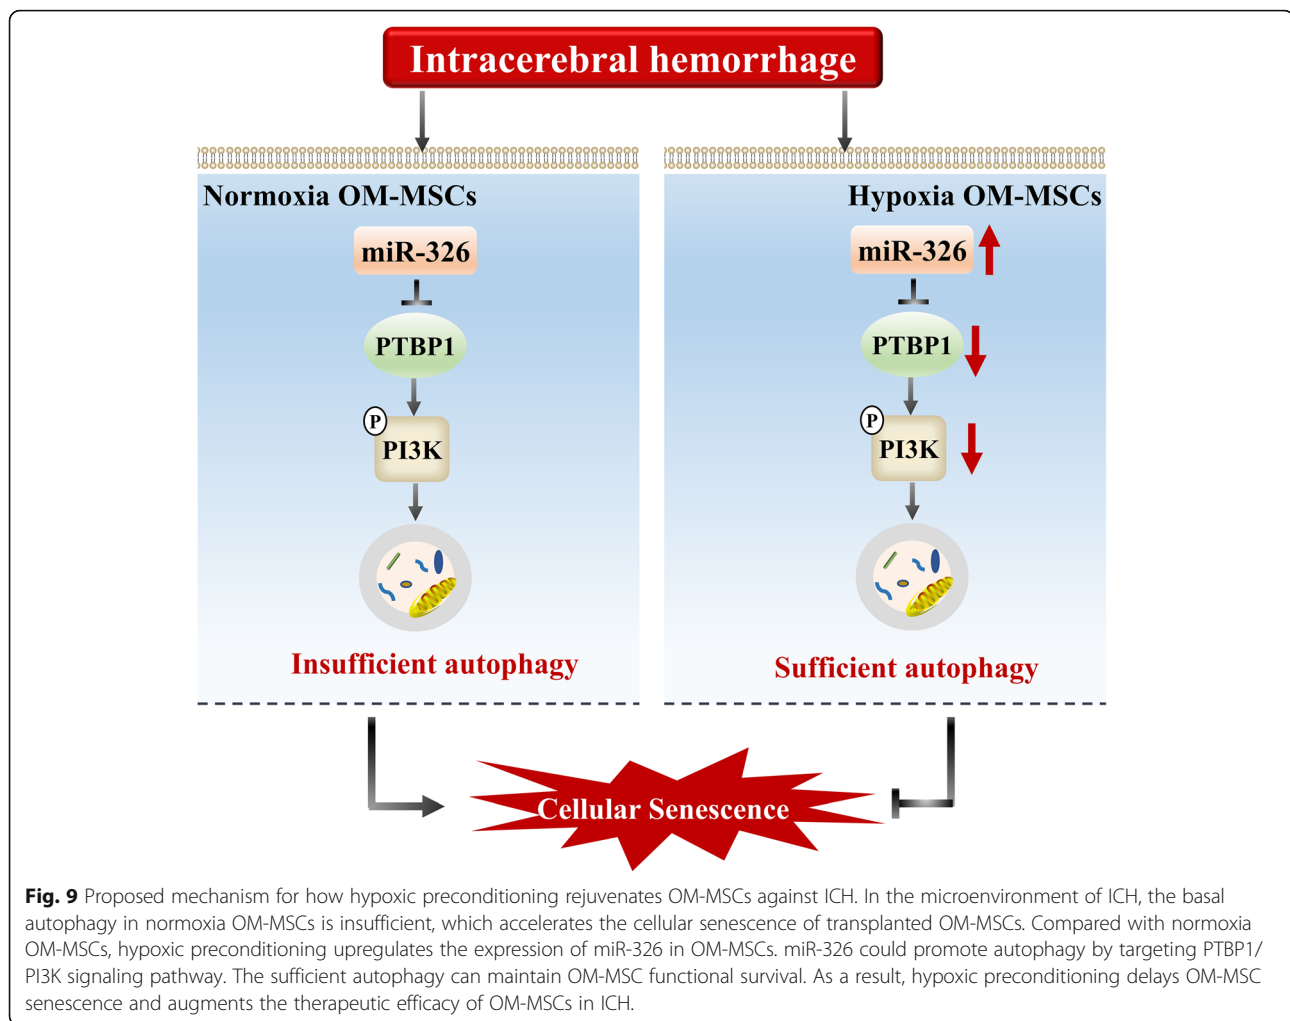 Intracerebral hemorrhage
Normoxia OM-MSCs
miR-326
PTBP1
P
PI3K
Insufficient autophagy
Hypoxia OM-MSCs
miR-326
PTBP1
P
PI3K
Sufficient autophagy
Cellular Senescence
Fig. 9 Proposed mechanism for how hypoxic preconditioning rejuvenates OM-MSCs against ICH. In the microenvironment of ICH, the basal
autophagy in normoxia OM-MSCs is insufficient, which accelerates the cellular senescence of transplanted OM-MSCs. Compared with normoxia
OM-MSCs, hypoxic preconditioning upregulates the expression of miR-326 in OM-MSCs. miR-326 could promote autophagy by targeting PTBP1/
PI3K signaling pathway. The sufficient autophagy can maintain OM-MSC functional survival. As a result, hypoxic preconditioning delays OM-MSC
senescence and augments the therapeutic efficacy of OM-MSCs in ICH.